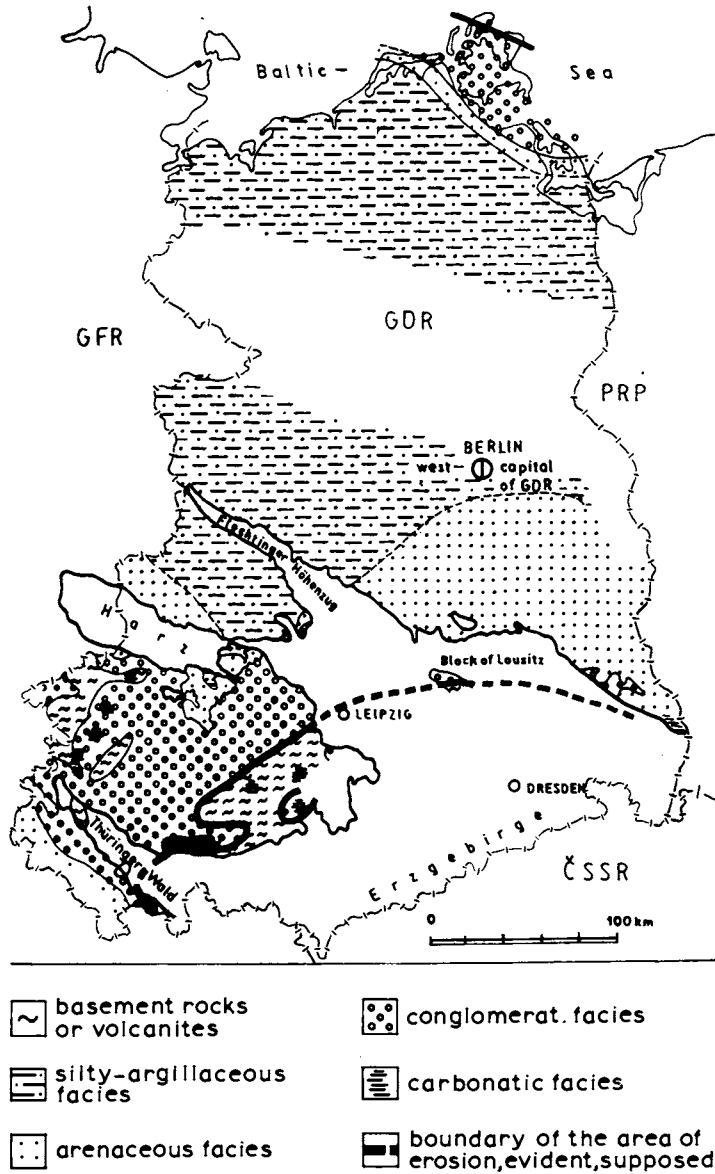 Baltic — Sea
GFR
GDR
PRP
BERLIN
west— capital
of GDR
Flechtinger Höhenzug
Harz
Block of Lousitz
LEIPZIG
DRESDEN
Thüringer Wald
Erzgebirge
ČSSR
0 100 km
basement rocks
or volcanites
silty-argillaceous
facies
arenaceous facies
conglomerat. facies
carbonatic facies
boundary of the area of
erosion,evident,supposed